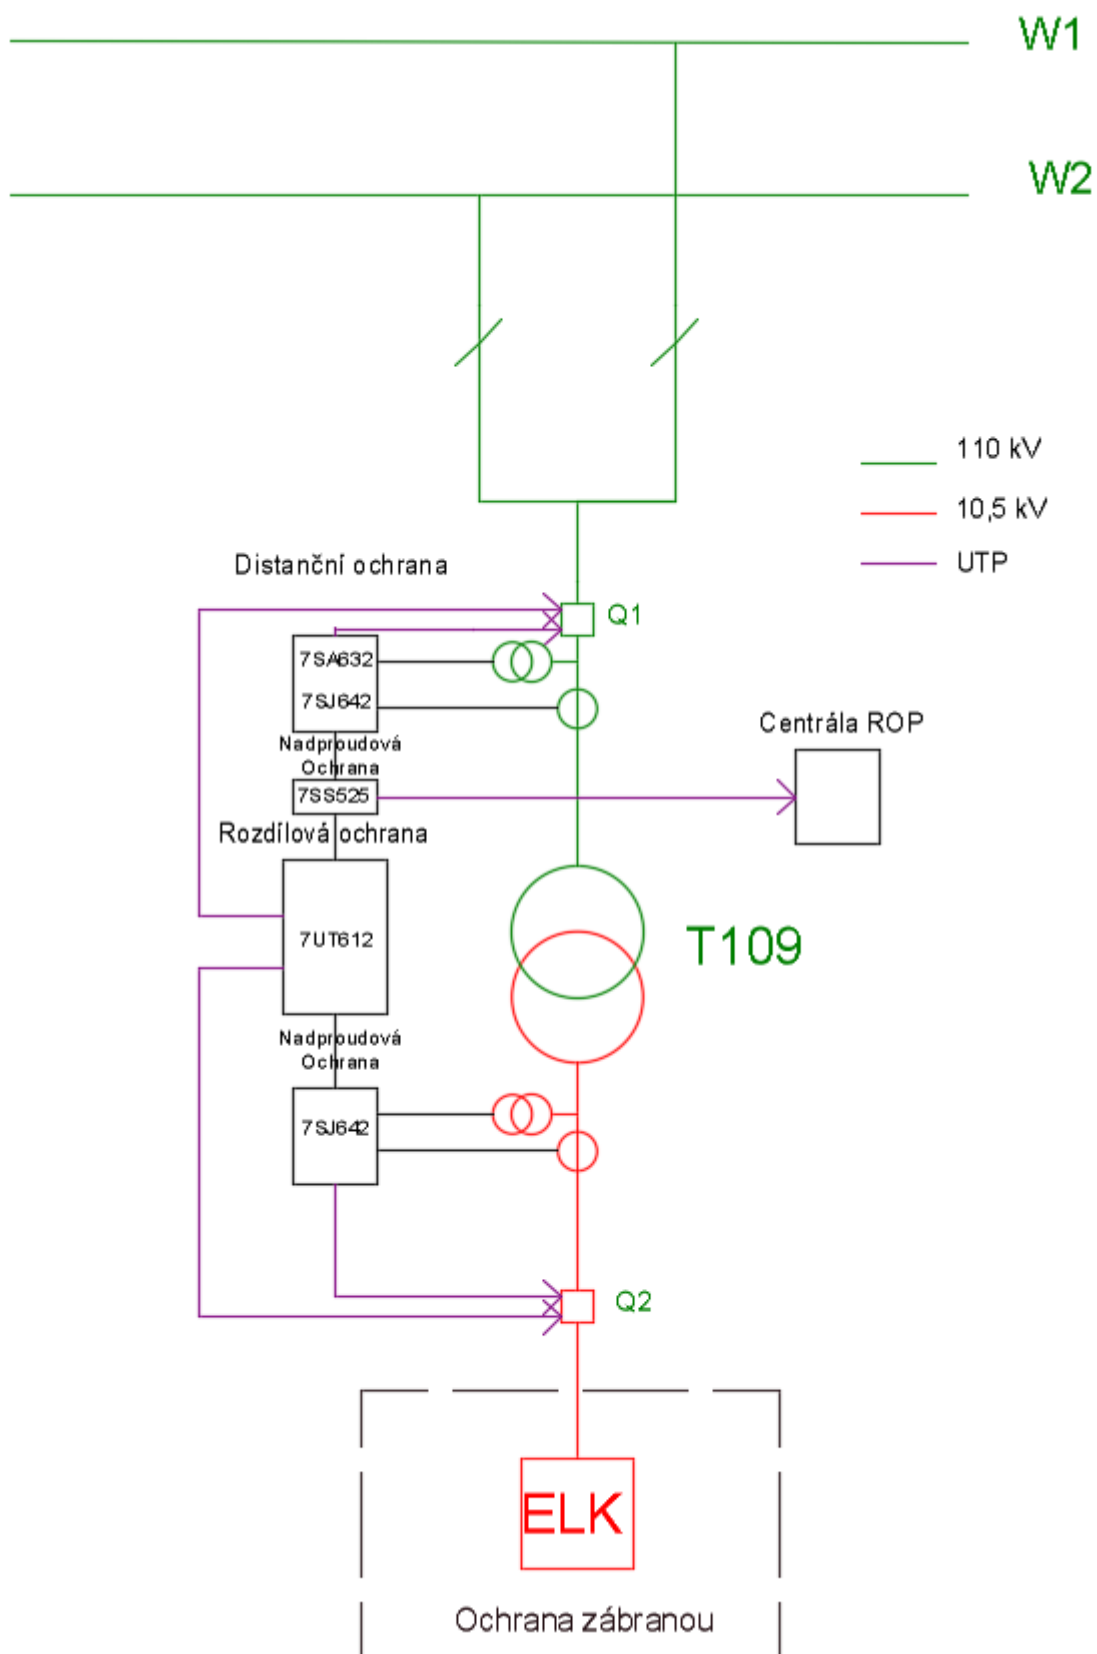 W1
W2
110 kV
10,5 kV
UTP
Distanční ochrana
Q1
7SA632
7SJ642
Nadproudová
Ochrana
Centrála ROP
7SS525
Rozdílová ochrana
7UT612
T109
Nadproudová
Ochrana
7SJ642
Q2
ELK
Ochrana zábranou